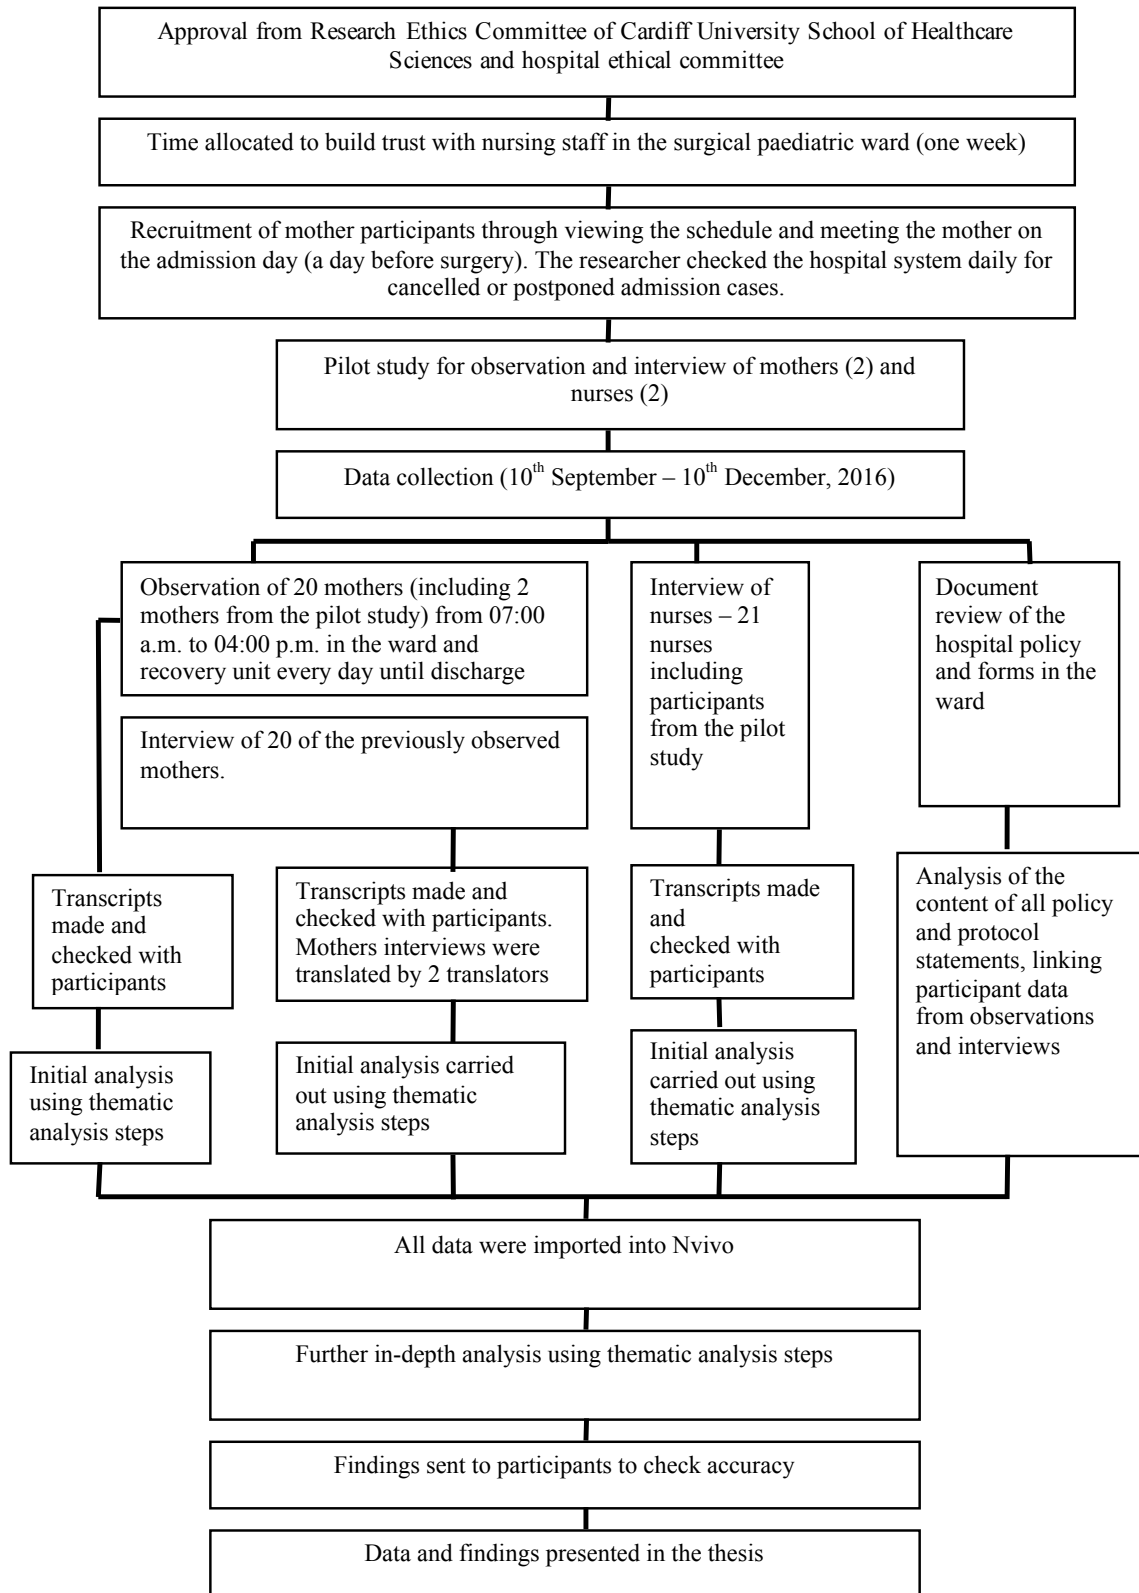 Approval from Research Ethics Committee of Cardiff University School of Healthcare
Sciences and hospital ethical committee
Time allocated to build trust with nursing staff in the surgical paediatric ward (one week)
Recruitment of mother participants through viewing the schedule and meeting the mother on
the admission day (a day before surgery). The researcher checked the hospital system daily for
cancelled or postponed admission cases.
Pilot study for observation and interview of mothers (2) and
nurses (2)
Data collection (10th September – 10th December, 2016)
Observation of 20 mothers (including 2
mothers from the pilot study) from 07:00
a.m. to 04:00 p.m. in the ward and
recovery unit every day until discharge
Interview of 20 of the previously observed
mothers.
Interview of
nurses – 21
nurses
including
participants
from the pilot
study
Document
review of the
hospital policy
and forms in the
ward
Transcripts
made and
checked with
participants
Transcripts made and
checked with participants.
Mothers interviews were
translated by 2 translators
Transcripts made
and
checked with
participants
Analysis of the
content of all policy
and protocol
statements, linking
participant data
from observations
and interviews
Initial analysis
using thematic
analysis steps
Initial analysis carried
out using thematic
analysis steps
Initial analysis
carried out using
thematic analysis
steps
All data were imported into Nvivo
Further in-depth analysis using thematic analysis steps
Findings sent to participants to check accuracy
Data and findings presented in the thesis